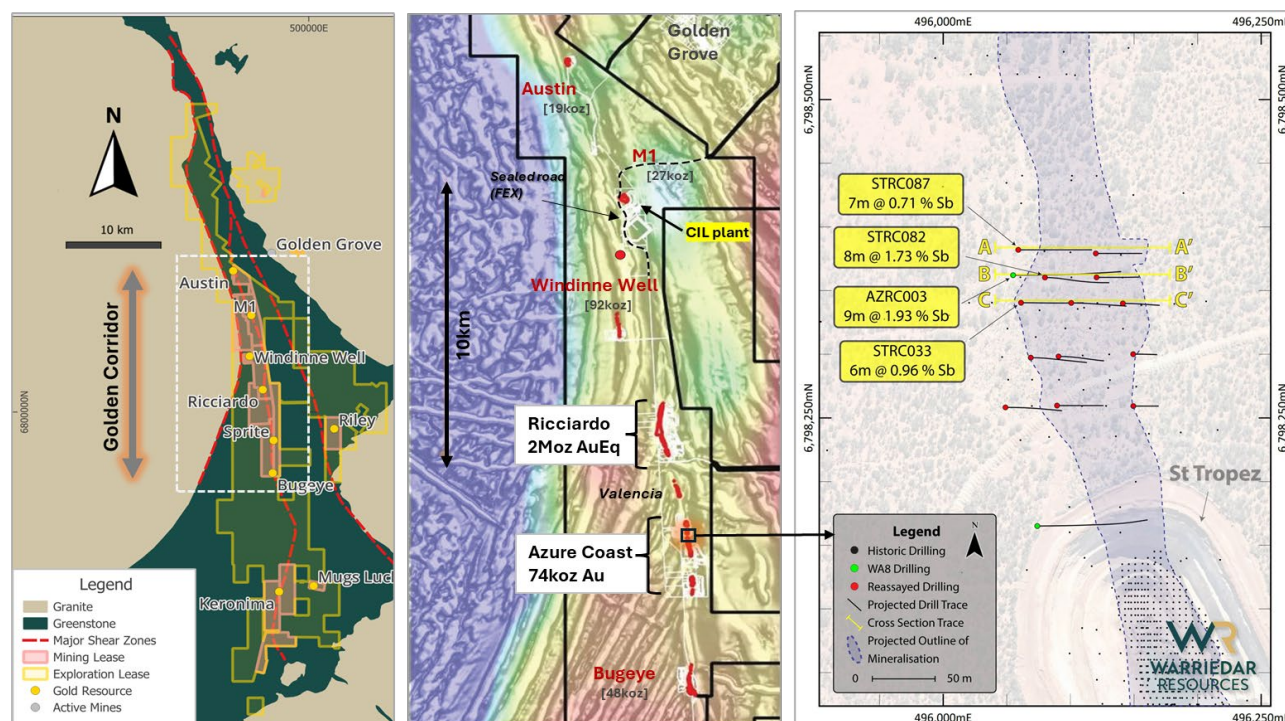 500000E
N
10 km
Golden Grove
Austin
M1
Golden Corridor
Windinne Well
6800000N
Ricciardo
Riley
Sprite
Bugeye
Mugs Luck
Keronima
Legend
Granite
Greenstone
Major Shear Zones
Mining Lease
Exploration Lease
Gold Resource
Active Mines
Golden
Grove
Austin
[19koz]
M1
[27koz]
Sealed road
(FEX)
CIL plant
Windinne Well
[92koz]
10km
Ricciardo
2Moz AuEq
Valencia
Azure Coast
74koz Au
Bugeye
[48koz]
496,000mE
496,250mE
6,798,500mN
6,798,500mN
STRC087
7m @ 0.71 % Sb
STRC082
8m @ 1.73 % Sb
A
A'
B
B'
C
C'
AZRC003
9m @ 1.93 % Sb
STRC033
6m @ 0.96 % Sb
6,798,250mN
6,798,250mN
St Tropez
Legend
N
Historic Drilling
WA8 Drilling
Reassayed Drilling
Projected Drill Trace
Cross Section Trace
Projected Outline of
Mineralisation
0
50 m
WR
WARRIEDAR
RESOURCES
496,000mE
496,250mE